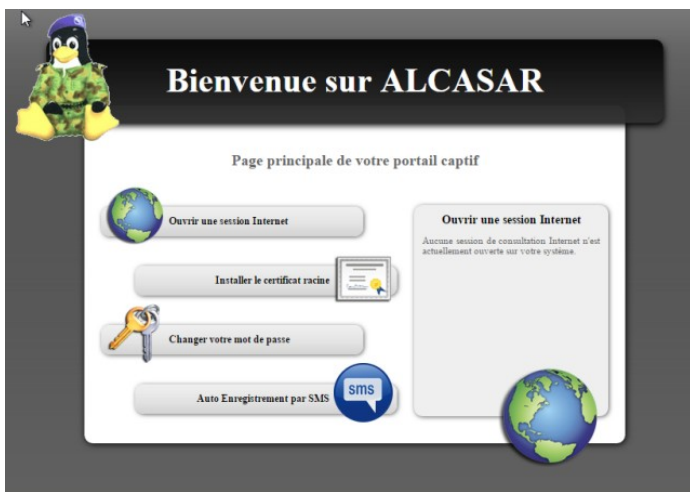 Bienvenue sur ALCASAR
Page principale de votre portail captif
Ouvrir une session Internet
Installer le certificat racine
Changer votre mot de passe
Auto Enregistrement par SMS
sms
Ouvrir une session Internet
Aucune session de consultation Internet n'est
actuellement ouverte sur votre système.